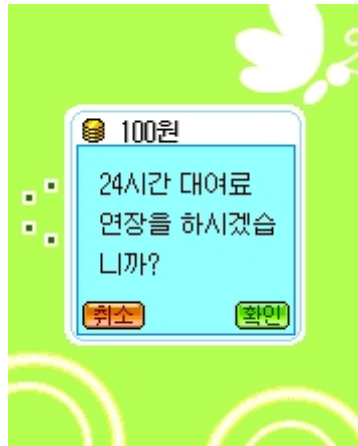 100원
24시간 대여료
연장을 하시겠습
니까?
취소 확인